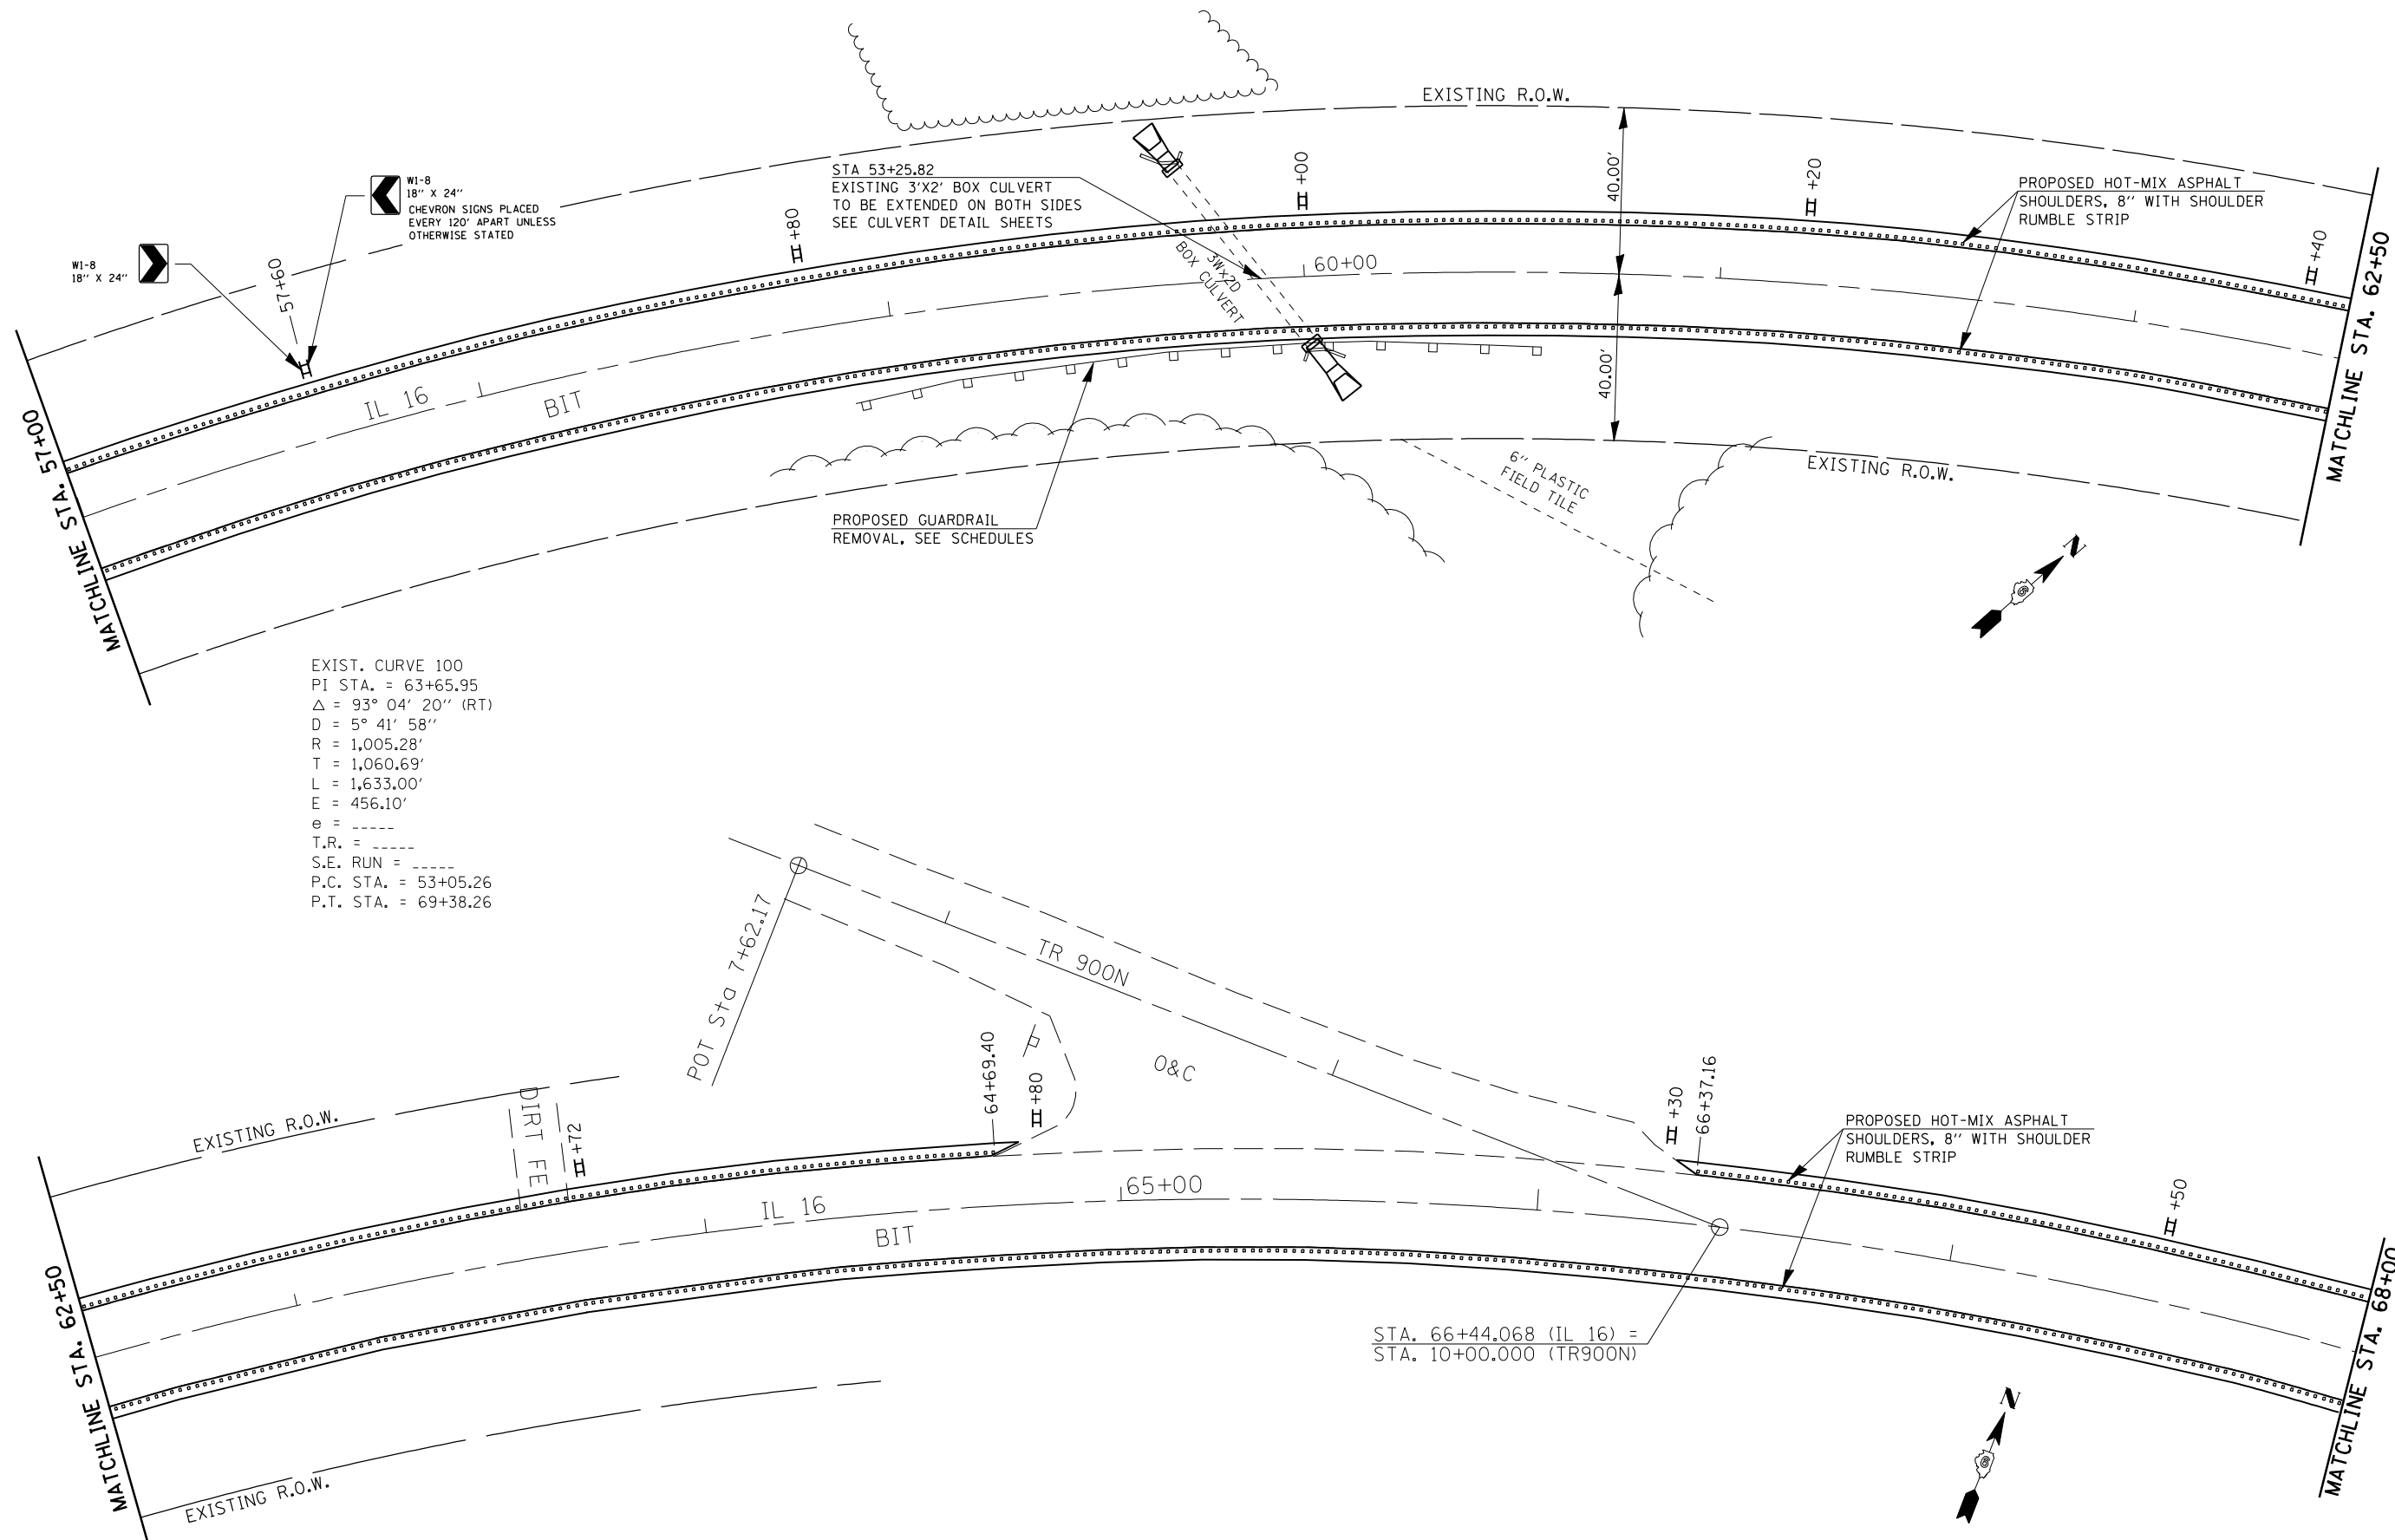 EXISTING R.O.W.
W1-8
18" X 24"
CHEVRON SIGNS PLACED
EVERY 120' APART UNLESS
OTHERWISE STATED
W1-8
18" X 24"
57+60
+80
STA 53+25.82
EXISTING 3'X2' BOX CULVERT
TO BE EXTENDED ON BOTH SIDES
SEE CULVERT DETAIL SHEETS
3WX2D
BOX CULVERT
+00
60+00
40.00'
40.00'
+20
PROPOSED HOT-MIX ASPHALT
SHOULDERS, 8" WITH SHOULDER
RUMBLE STRIP
+40
MATCHLINE STA. 62+50
MATCHLINE STA. 57+00
IL 16
BIT
PROPOSED GUARDRAIL
REMOVAL, SEE SCHEDULES
6" PLASTIC
FIELD TILE
EXISTING R.O.W.
N
6
EXIST. CURVE 100
PI STA. = 63+65.95
Δ = 93° 04' 20" (RT)
D = 5° 41' 58"
R = 1,005.28'
T = 1,060.69'
L = 1,633.00'
E = 456.10'
e = _____
T.R. = _____
S.E. RUN = _____
P.C. STA. = 53+05.26
P.T. STA. = 69+38.26
POT Sta 7+62.17
TR 900N
O&C
EXISTING R.O.W.
DIRT FE
+72
64+69.40
+80
+30
66+37.16
PROPOSED HOT-MIX ASPHALT
SHOULDERS, 8" WITH SHOULDER
RUMBLE STRIP
+50
IL 16
BIT
65+00
MATCHLINE STA. 62+50
STA. 66+44.068 (IL 16) =
STA. 10+00.000 (TR900N)
MATCHLINE STA. 68+00
EXISTING R.O.W.
N
6